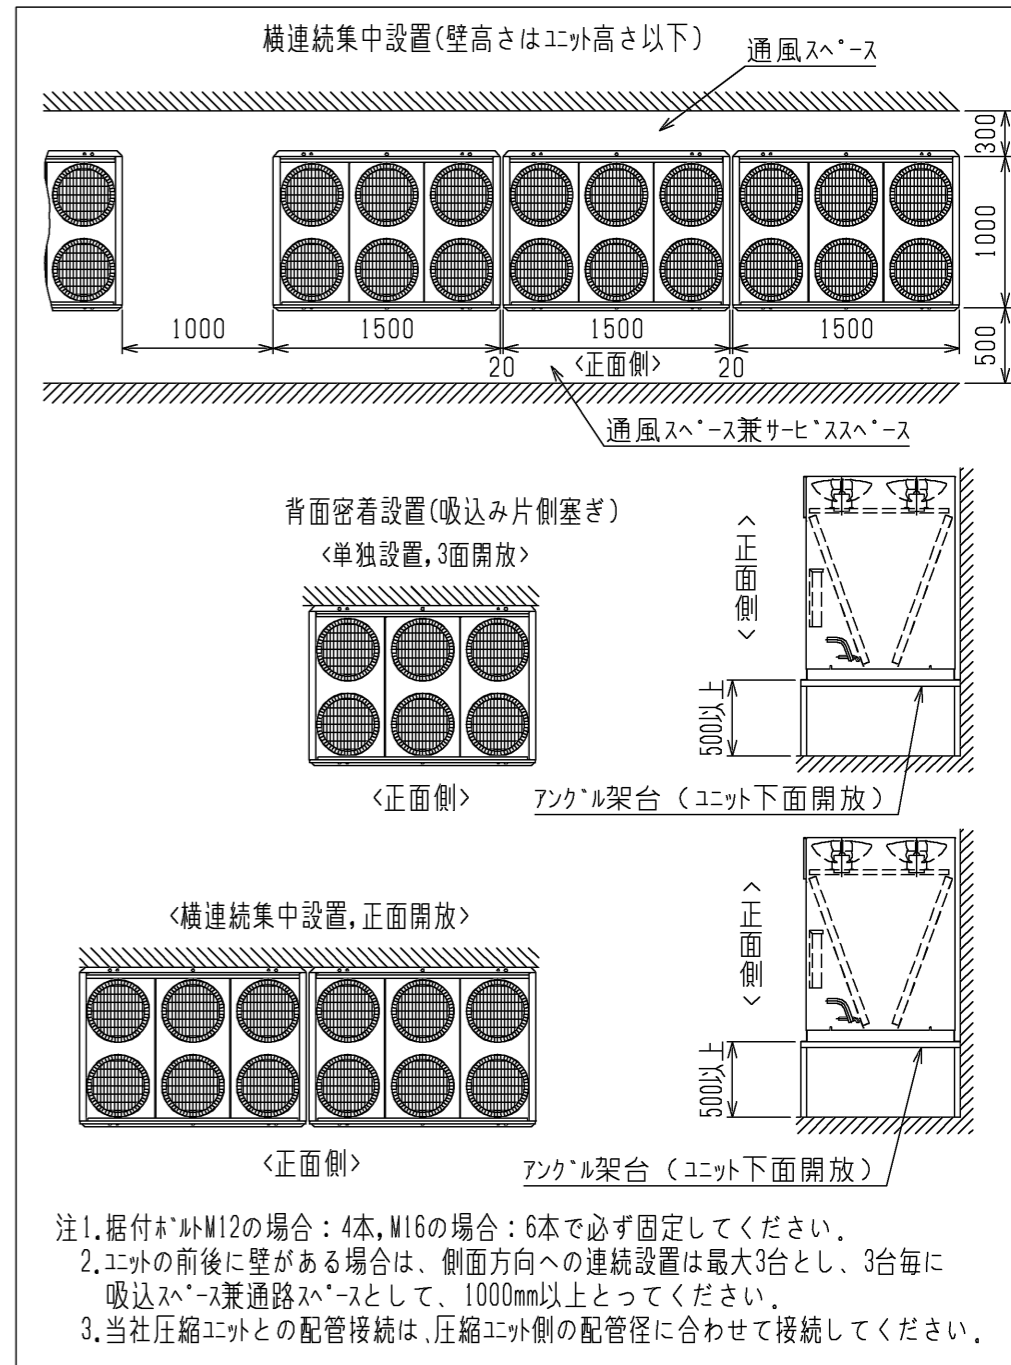 横連続集中設置(壁高さはユニット高さ以下)
通風スペース
300
1000
500
1000
1500
1500
1500
20
<正面側>
20
通風スペース兼サービススペース
背面密着設置(吸込み片側塞ぎ)
<単独設置,3面開放>
<正面側>
<正面側>
500以上
アングル架台(ユニット下面開放)
<横連続集中設置,正面開放>
<正面側>
<正面側>
500以上
アングル架台(ユニット下面開放)
注1.据付ボルトM12の場合:4本,M16の場合:6本で必ず固定してください。
2.ユニットの前後に壁がある場合は、側面方向への連続設置は最大3台とし、3台毎に
吸込スペース兼通路スペースとして、1000mm以上とってください。
3.当社圧縮ユニットとの配管接続は、圧縮ユニット側の配管径に合わせて接続してください。